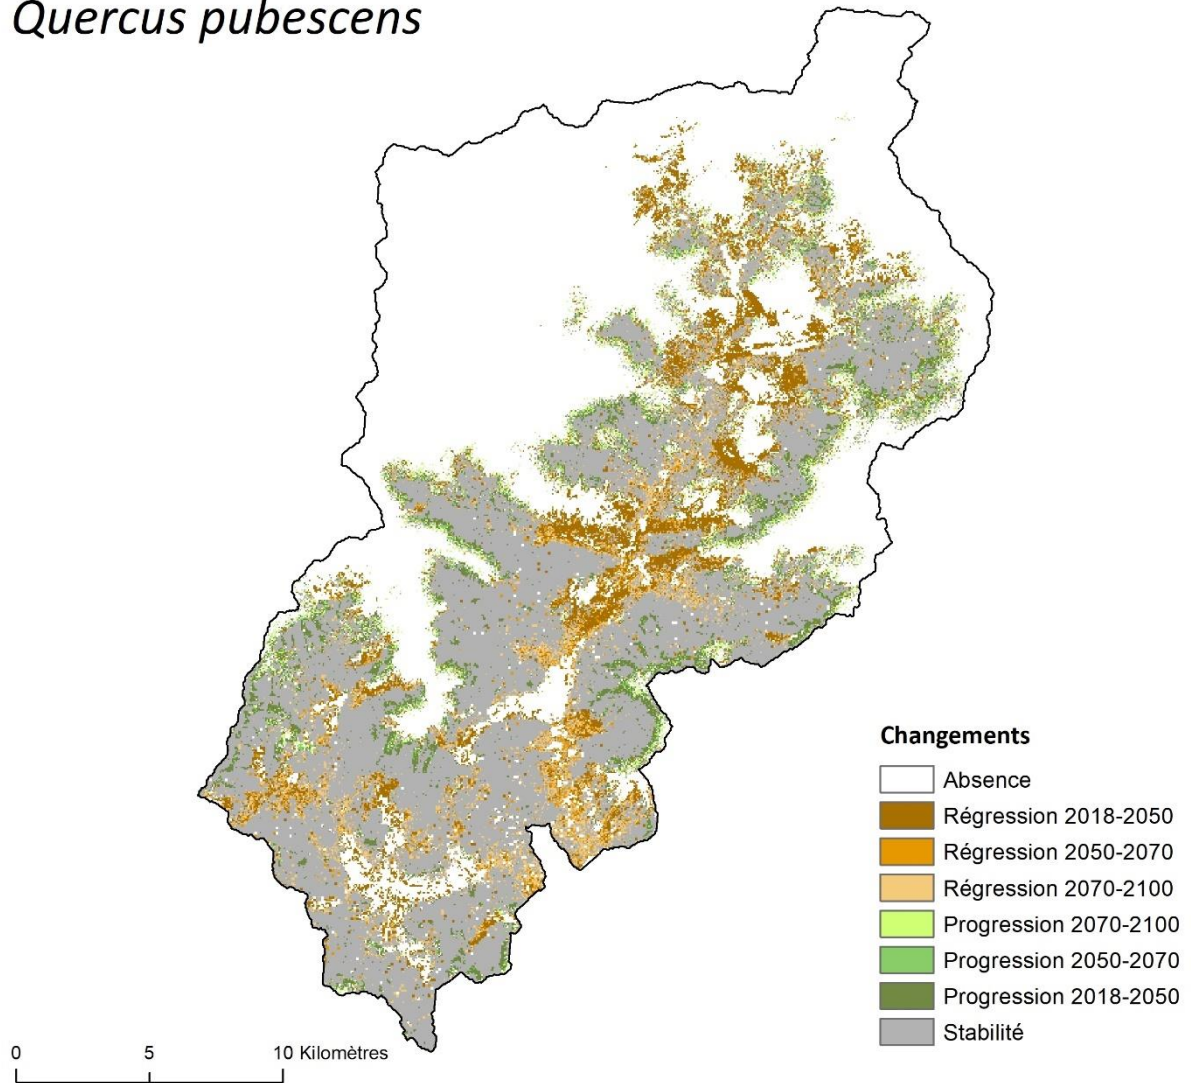 Quercus pubescens
Changements
Absence
Régression 2018-2050
Régression 2050-2070
Régression 2070-2100
Progression 2070-2100
Progression 2050-2070
Progression 2018-2050
Stabilité
0 5 10 Kilomètres